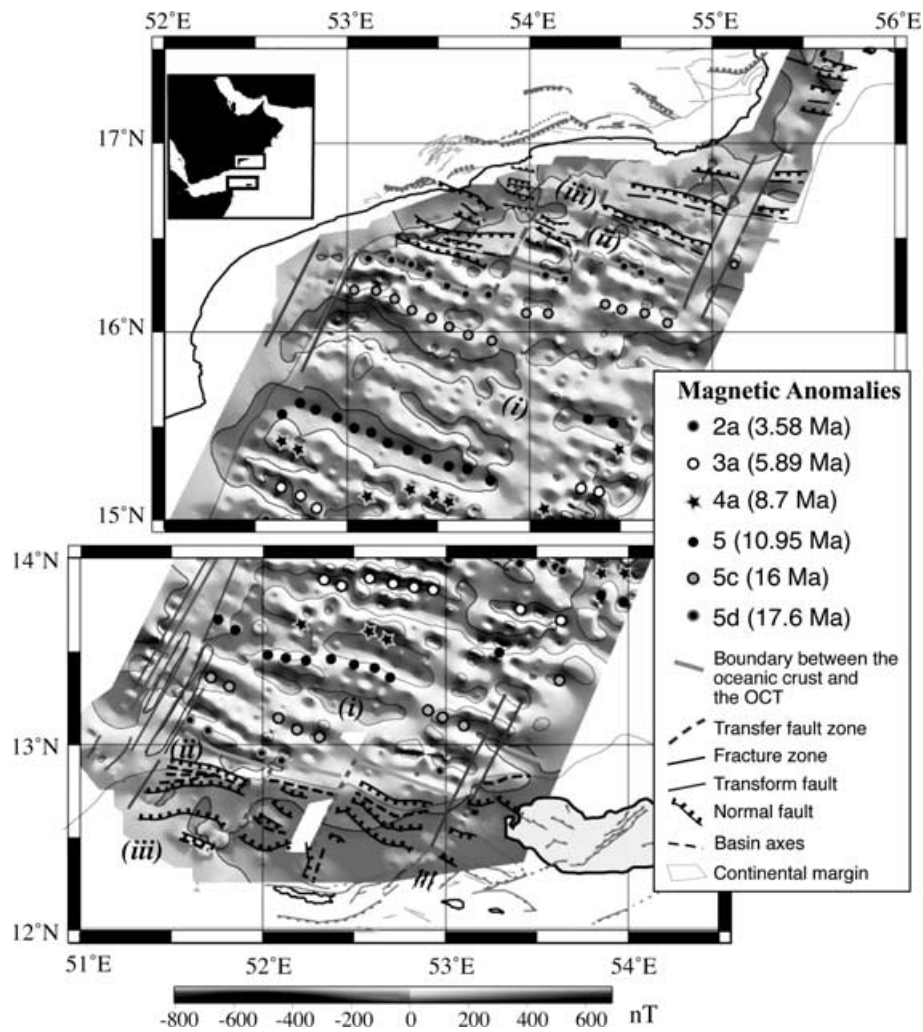 52°E 53°E 54°E 55°E 56°E
17°N
(iii)
(ii)
16°N
(i)
15°N
Magnetic Anomalies
2a (3.58 Ma)
3a (5.89 Ma)
4a (8.7 Ma)
5 (10.95 Ma)
5c (16 Ma)
5d (17.6 Ma)
Boundary between the
oceanic crust and
the OCT
Transfer fault zone
Fracture zone
Transform fault
Normal fault
Basin axes
Continental margin
14°N
(i)
13°N
(ii)
(iii)
12°N
51°E 52°E 53°E 54°E
-800 -600 -400 -200 0 200 400 600 nT